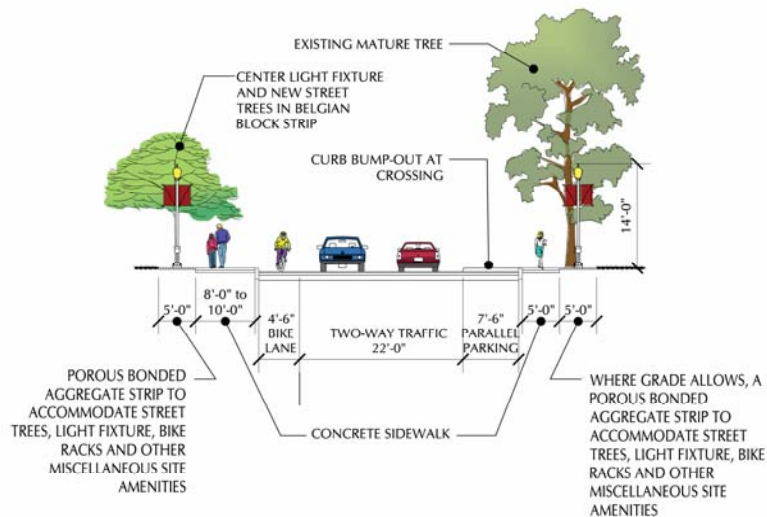 EXISTING MATURE TREE
CENTER LIGHT FIXTURE
AND NEW STREET
TREES IN BELGIAN
BLOCK STRIP
CURB BUMP-OUT AT
CROSSING
14'-0"
5'-0"
8'-0" to
10'-0"
4'-6"
BIKE
LANE
TWO-WAY TRAFFIC
22'-0"
7'-6"
PARALLEL
PARKING
5'-0"
5'-0"
POROUS BONDED
AGGREGATE STRIP TO
ACCOMMODATE STREET
TREES, LIGHT FIXTURE, BIKE
RACKS AND OTHER
MISCELLANEOUS SITE
AMENITIES
CONCRETE SIDEWALK
WHERE GRADE ALLOWS, A
POROUS BONDED
AGGREGATE STRIP TO
ACCOMMODATE STREET
TREES, LIGHT FIXTURE, BIKE
RACKS AND OTHER
MISCELLANEOUS SITE
AMENITIES